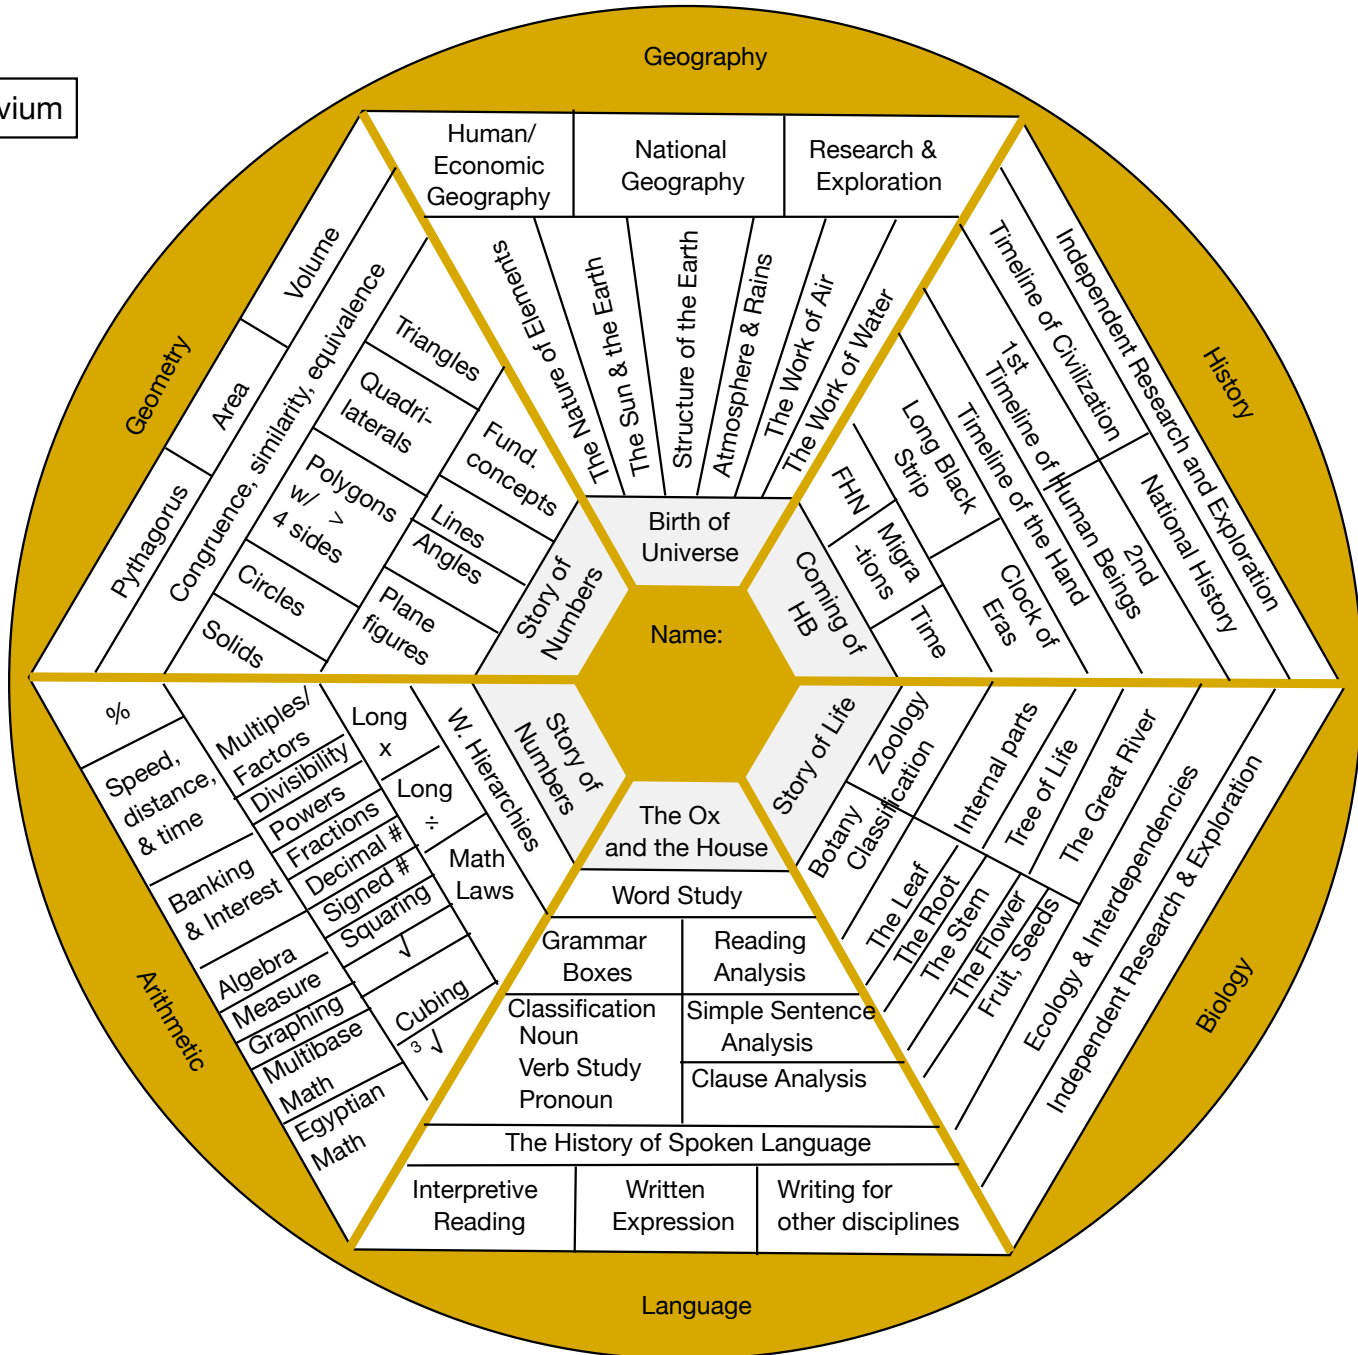 vium
Geography
Human/
Economic
Geography
National
Geography
Research &
Exploration
The Nature of Elements
The Sun & the Earth
Structure of the Earth
Atmosphere & Rains
The Work of Air
The Work of Water
Birth of
Universe
History
Independent Research and Exploration
Timeline of Civilization
National History
1st
Timeline of Human Beings
2nd
Timeline of the Hand
Long Black
Strip
Clock of
Eras
FHN
Migra
-tions
Time
Coming of
HB
Geometry
Volume
Area
Pythagorus
Congruence, similarity, equivalence
Triangles
Quadri-
laterals
Polygons
w/ >
4 sides
Circles
Solids
Fund.
concepts
Lines
Angles
Plane
figures
Story of
Numbers
Name:
Arithmetic
%
Speed,
distance,
& time
Banking
& Interest
Algebra
Measure
Graphing
Multibase
Math
Egyptian
Math
Multiples/
Factors
Divisibility
Powers
Fractions
Decimal #
Signed #
Squaring
√
Cubing
3 √
Long
x
Long
÷
Math
Laws
W. Hierarchies
Story of
Numbers
Story of Life
Zoology
Botany
Classification
Internal parts
Tree of Life
The Great River
The Leaf
The Root
The Stem
The Flower
Fruit, Seeds
Ecology & Interdependencies
Independent Research & Exploration
Biology
The Ox
and the House
Word Study
Grammar
Boxes
Reading
Analysis
Classification
Noun
Verb Study
Pronoun
Simple Sentence
Analysis
Clause Analysis
The History of Spoken Language
Interpretive
Reading
Written
Expression
Writing for
other disciplines
Language